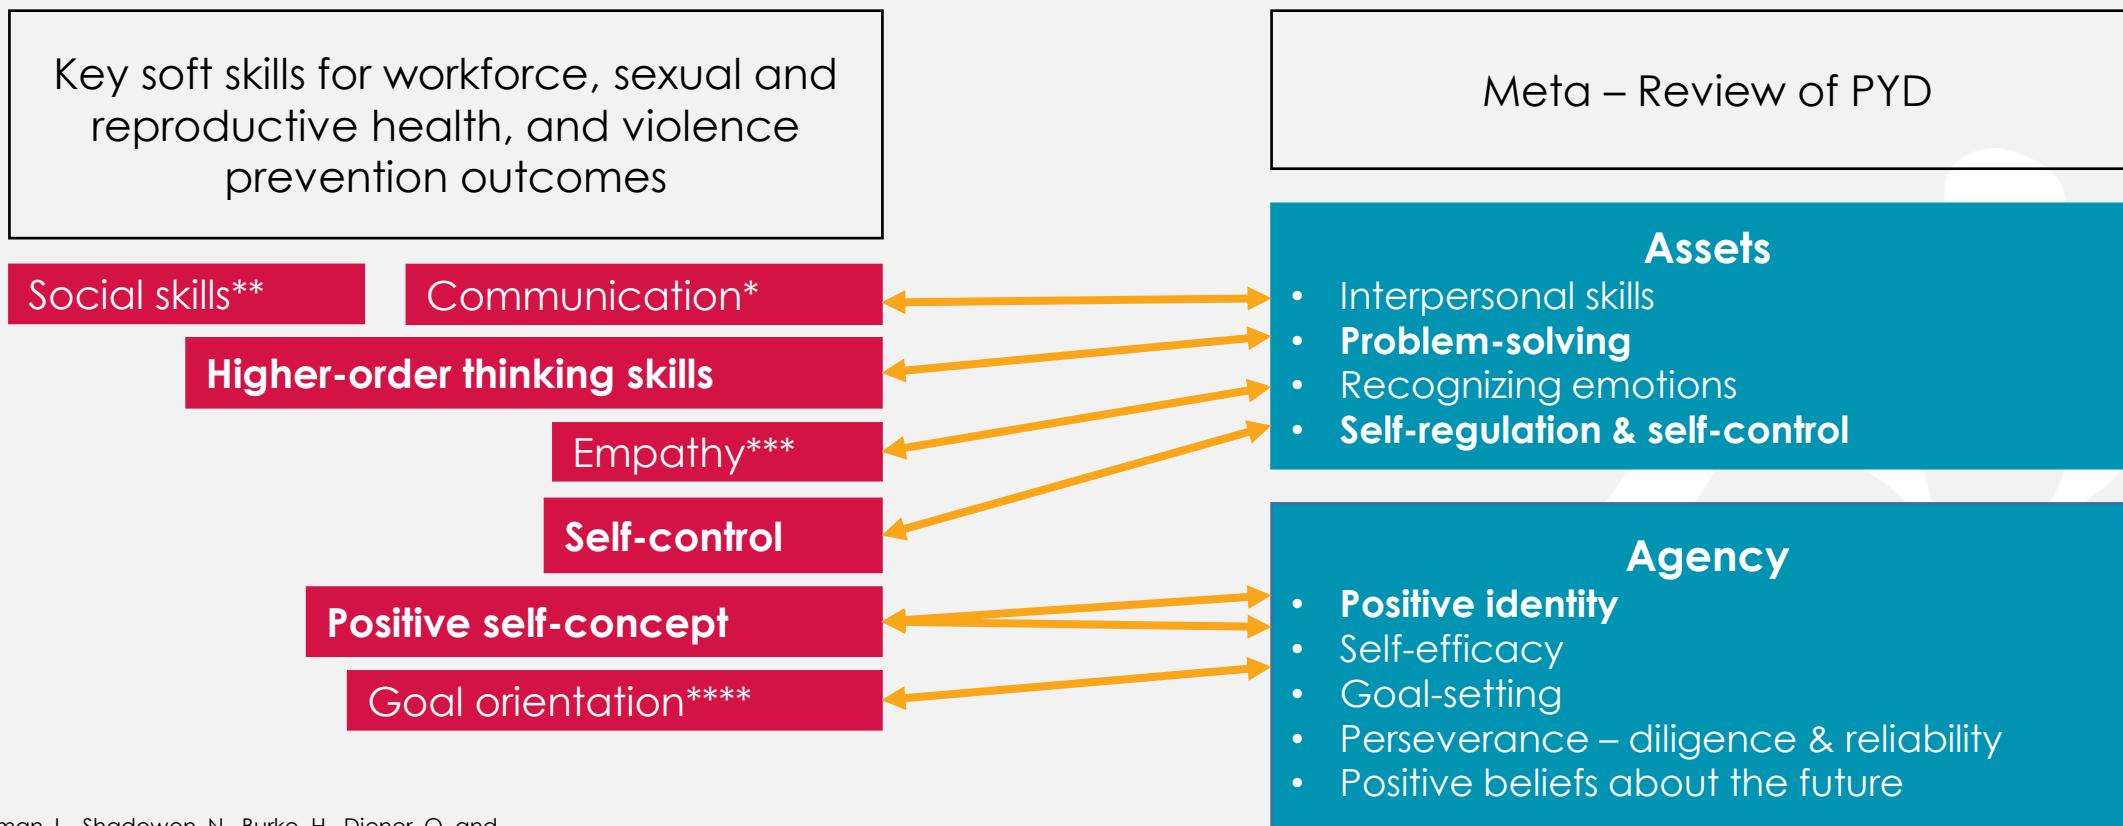 Key soft skills for workforce, sexual and
reproductive health, and violence
prevention outcomes
Social skills**
Communication*
Higher-order thinking skills
Empathy***
Self-control
Positive self-concept
Goal orientation****
Meta – Review of PYD
Assets
• Interpersonal skills
• Problem-solving
• Recognizing emotions
• Self-regulation & self-control
Agency
• Positive identity
• Self-efficacy
• Goal-setting
• Perseverance – diligence & reliability
• Positive beliefs about the future